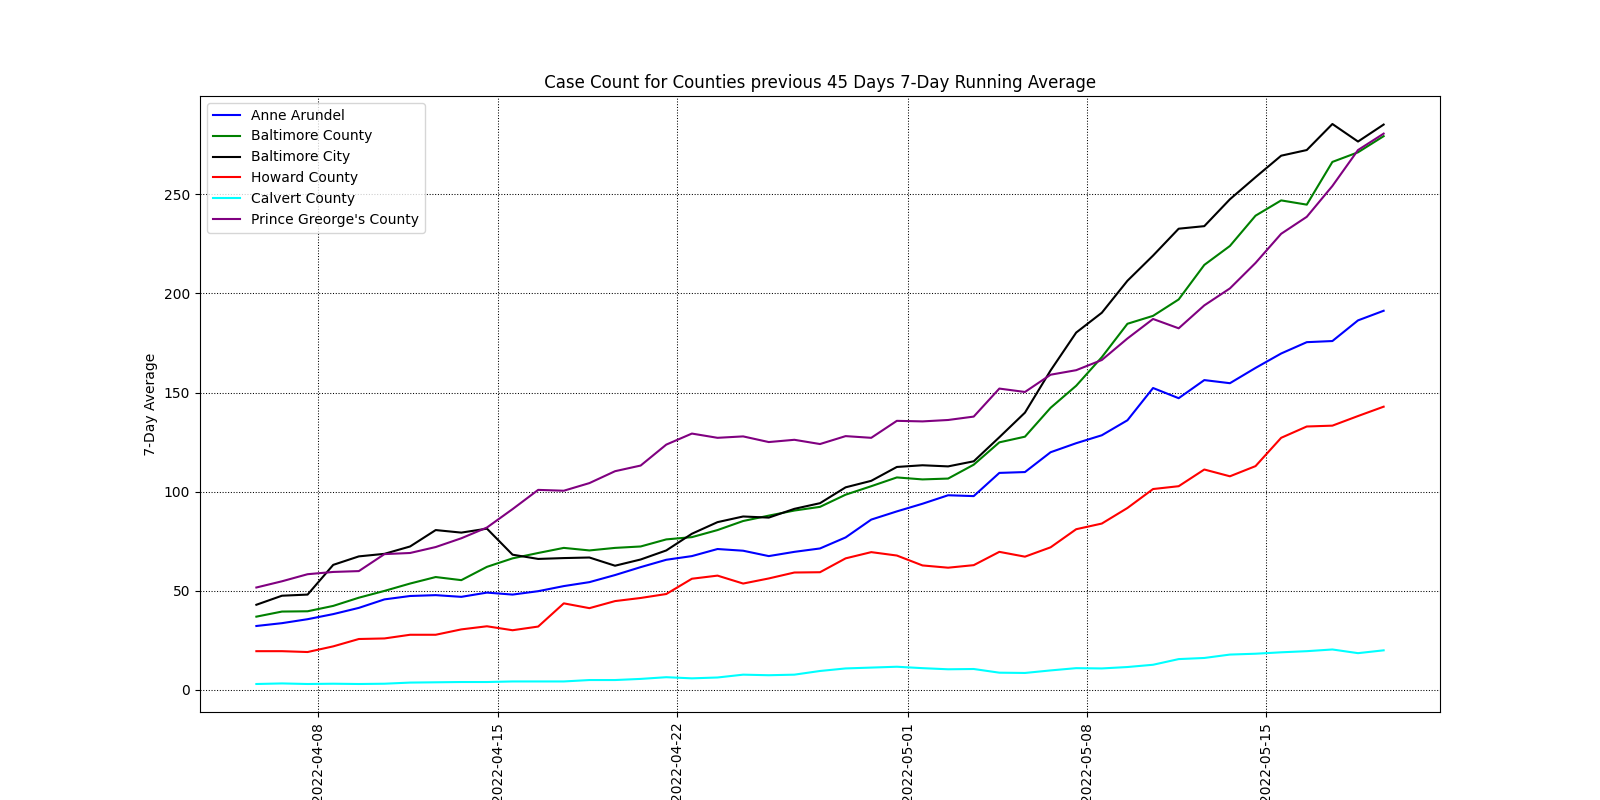 Case Count for Counties previous 45 Days 7-Day Running Average
Anne Arundel
Baltimore County
Baltimore City
Howard County
Calvert County
Prince Greorge's County
7-Day Average
250
200
150
100
50
0
2022-04-08
2022-04-15
2022-04-22
2022-05-01
2022-05-08
2022-05-15